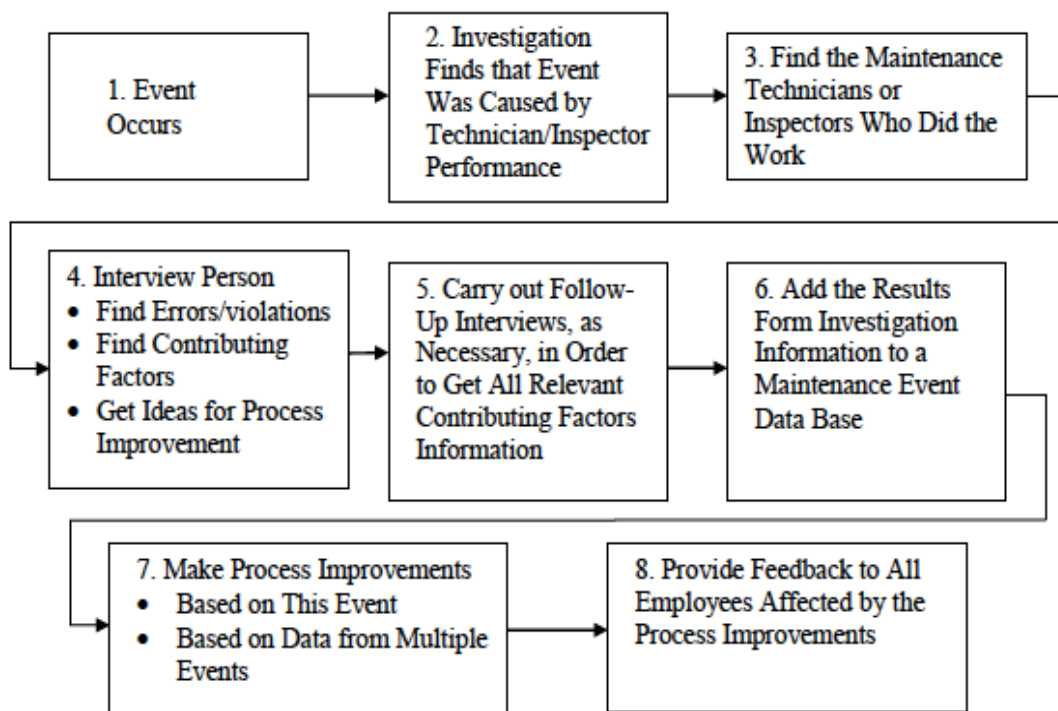 1. Event
Occurs
2. Investigation
Finds that Event
Was Caused by
Technician/Inspector
Performance
3. Find the Maintenance
Technicians or
Inspectors Who Did the
Work
4. Interview Person
• Find Errors/violations
• Find Contributing
Factors
• Get Ideas for Process
Improvement
5. Carry out Follow-
Up Interviews, as
Necessary, in Order
to Get All Relevant
Contributing Factors
Information
6. Add the Results
Form Investigation
Information to a
Maintenance Event
Data Base
7. Make Process Improvements
• Based on This Event
• Based on Data from Multiple
Events
8. Provide Feedback to All
Employees Affected by the
Process Improvements